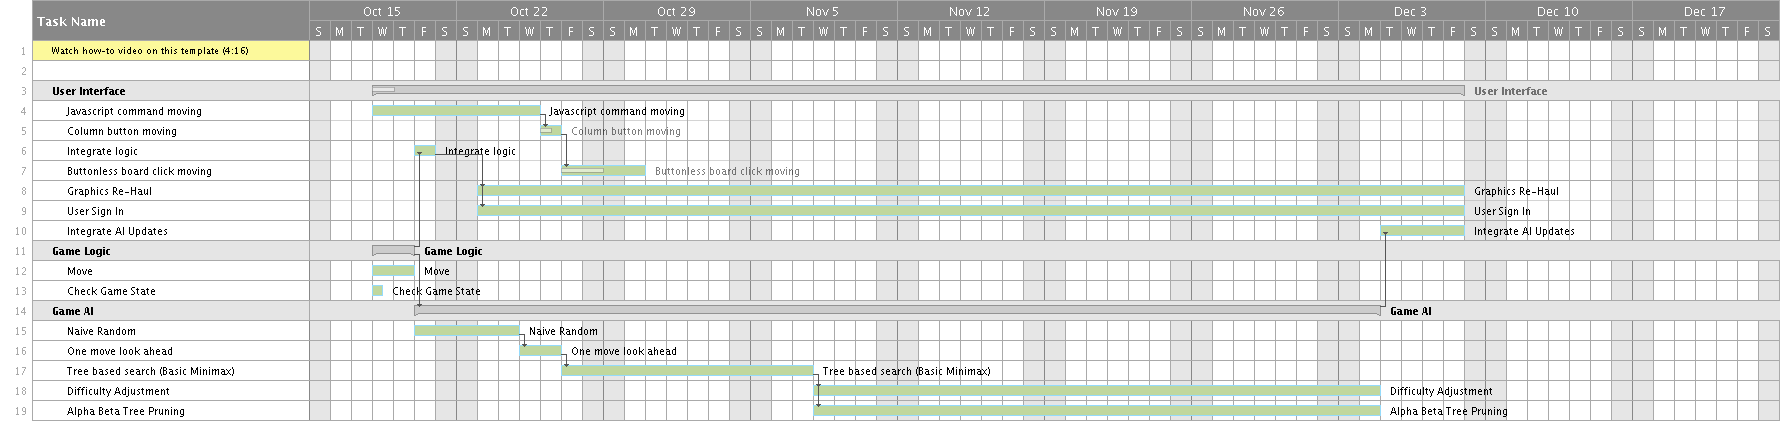 Task Name
Oct 15 Oct 22 Oct 29 Nov 5 Nov 12 Nov 19 Nov 26 Dec 3 Dec 10 Dec 17
S M T W T F S S M T W T F S S M T W T F S S M T W T F S S M T W T F S S M T W T F S S M T W T F S S M T W T F S S M T W T F S S M T W T F S
1 Watch how-to video on this template (4:16)
2
3 User Interface User Interface
4 Javascript command moving Javascript command moving
5 Column button moving Column button moving
6 Integrate logic Integrate logic
7 Buttonless board click moving Buttonless board click moving
8 Graphics Re-Haul Graphics Re-Haul
9 User Sign In User Sign In
10 Integrate AI Updates Integrate AI Updates
11 Game Logic Game Logic
12 Move Move
13 Check Game State Check Game State
14 Game AI Game AI
15 Naive Random Naive Random
16 One move look ahead One move look ahead
17 Tree based search (Basic Minimax) Tree based search (Basic Minimax)
18 Difficulty Adjustment Difficulty Adjustment
19 Alpha Beta Tree Pruning Alpha Beta Tree Pruning